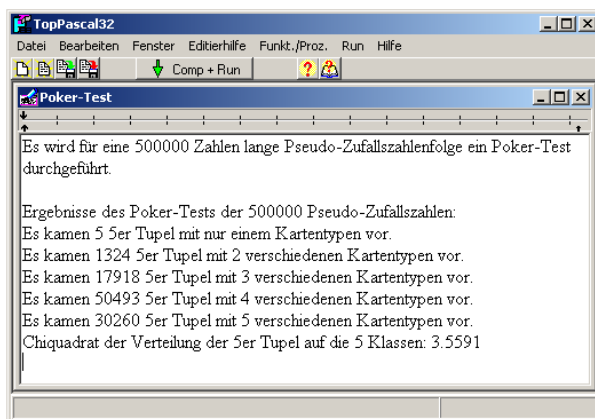 TopPascal32
Datei Bearbeiten Fenster Editierhilfe Funkt./Proz. Run Hilfe
Comp + Run
Poker-Test
Es wird für eine 500000 Zahlen lange Pseudo-Zufallszahlenfolge ein Poker-Test
durchgeführt.
Ergebnisse des Poker-Tests der 500000 Pseudo-Zufallszahlen:
Es kamen 5 5er Tupel mit nur einem Kartentypen vor.
Es kamen 1324 5er Tupel mit 2 verschiedenen Kartentypen vor.
Es kamen 17918 5er Tupel mit 3 verschiedenen Kartentypen vor.
Es kamen 50493 5er Tupel mit 4 verschiedenen Kartentypen vor.
Es kamen 30260 5er Tupel mit 5 verschiedenen Kartentypen vor.
Chiquadrat der Verteilung der 5er Tupel auf die 5 Klassen: 3.5591